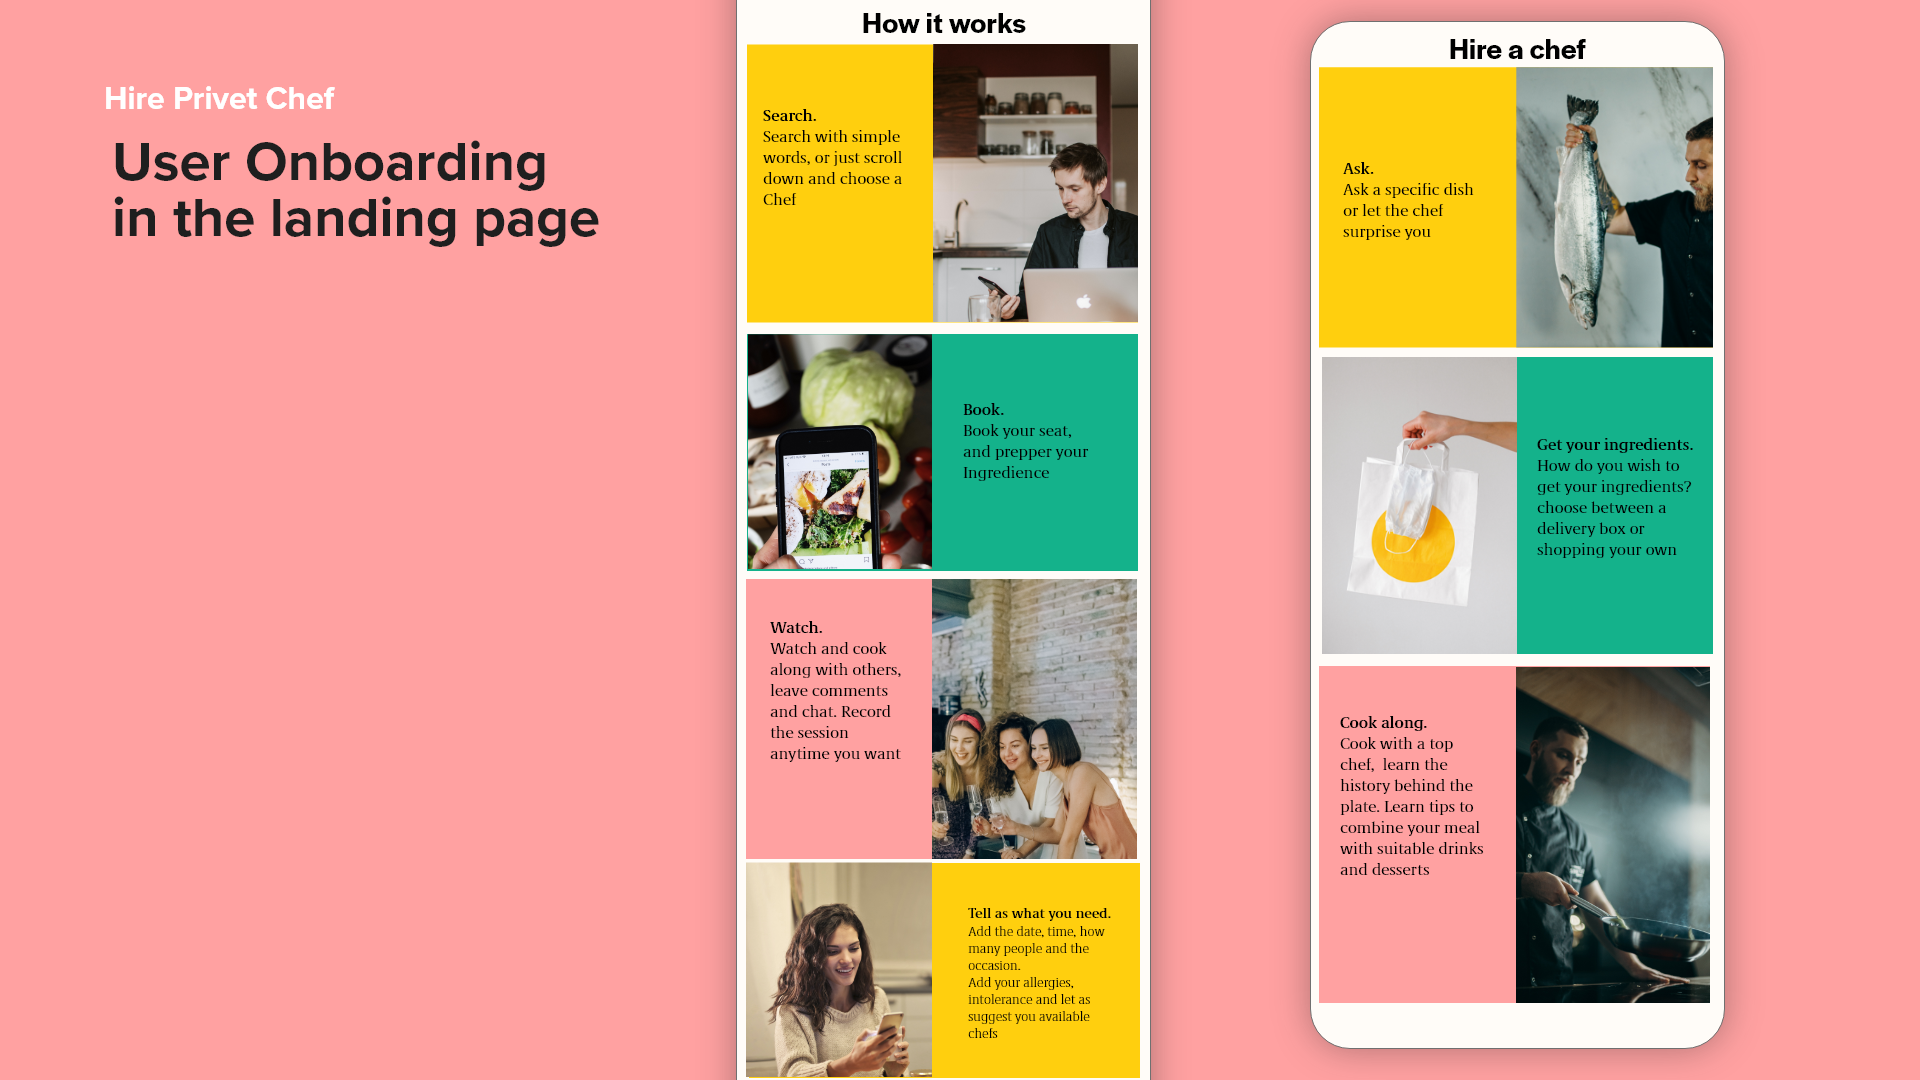 Hire Privet Chef
User Onboarding
in the landing page
How it works
Search.
Search with simple
words, or just scroll
down and choose a
Chef
Book.
Book your seat,
and prepper your
Ingredience
Watch.
Watch and cook
along with others,
leave comments
and chat. Record
the session
anytime you want
Tell as what you need.
Add the date, time, how
many people and the
occasion.
Add your allergies,
intolerance and let as
suggest you available
chefs
Hire a chef
Ask.
Ask a specific dish
or let the chef
surprise you
Get your ingredients.
How do you wish to
get your ingredients?
choose between a
delivery box or
shopping your own
Cook along.
Cook with a top
chef,  learn the
history behind the
plate. Learn tips to
combine your meal
with suitable drinks
and desserts